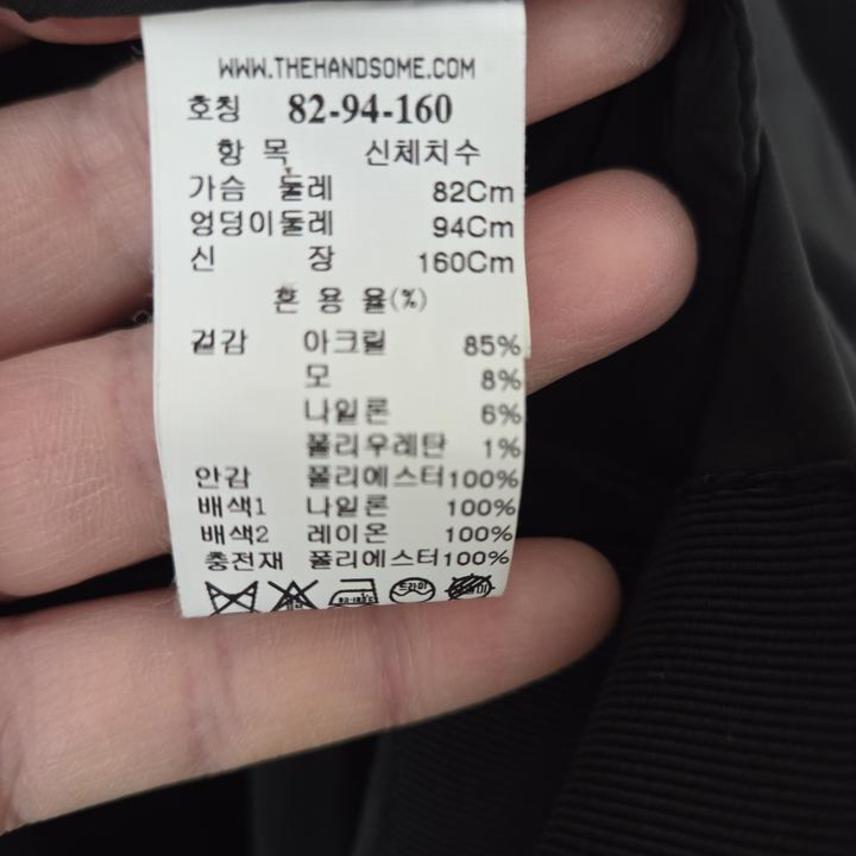 WWW.THEHANDSOME.COM
호칭 82-94-160
항 목 신체치수
가슴 둘레 82Cm
엉덩이둘레 94Cm
신 장 160Cm
혼 용 율(%)
겉감 아크릴 85%
모 8%
나일론 6%
폴리우레탄 1%
안감 폴리에스터100%
배색1 나일론 100%
배색2 레이온 100%
충전재 폴리에스터100%
드라이